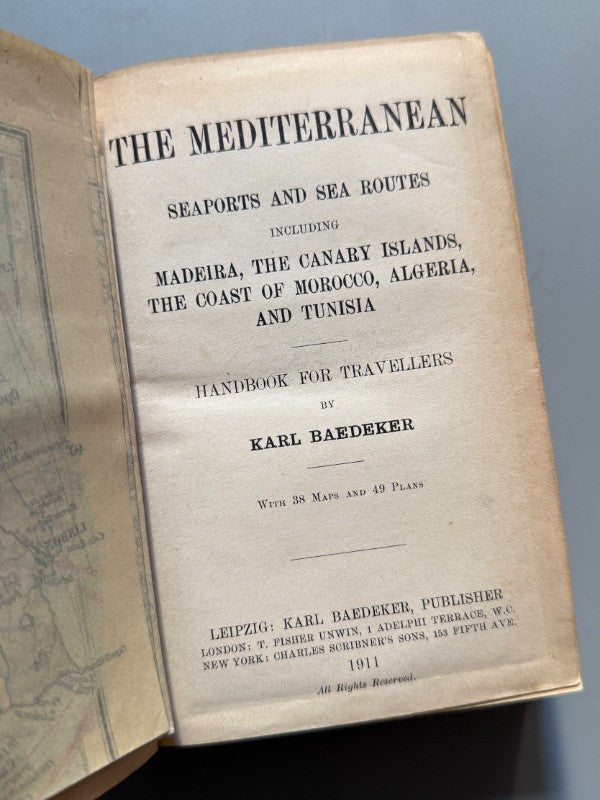 THE MEDITERRANEAN
SEAPORTS AND SEA ROUTES
INCLUDING
MADEIRA, THE CANARY ISLANDS,
THE COAST OF MOROCCO, ALGERIA,
AND TUNISIA
HANDBOOK FOR TRAVELLERS
BY
KARL BAEDEKER
WITH 38 MAPS AND 49 PLANS
LEIPZIG: KARL BAEDEKER, PUBLISHER
LONDON: T. FISHER UNWIN, 1 ADELPHI TERRACE, W.C.
NEW YORK: CHARLES SCRIBNER'S SONS, 153 FIFTH AVE.
1911
All Rights Reserved.